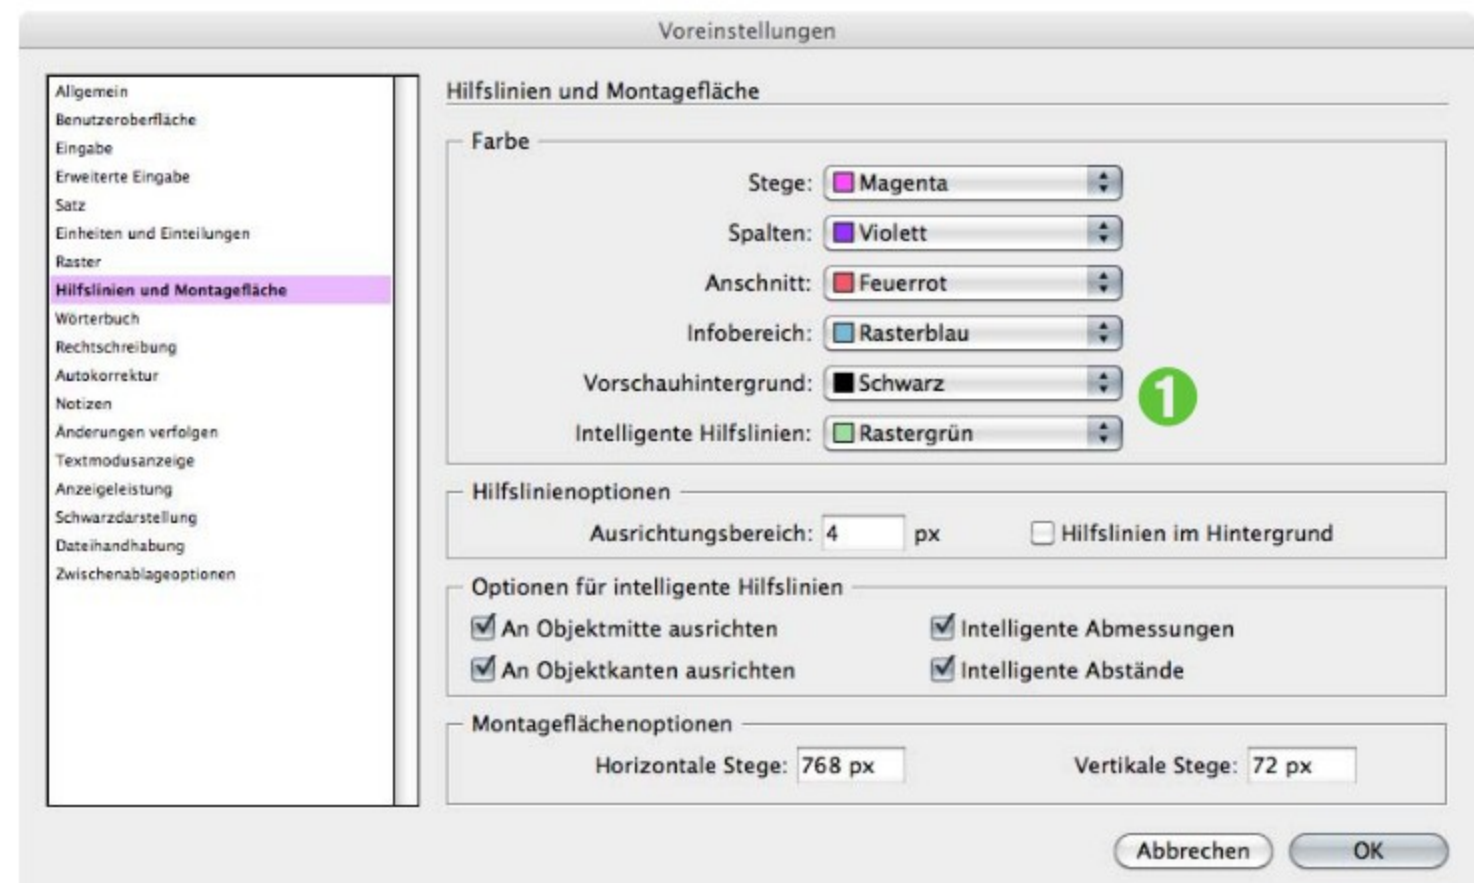 Voreinstellungen
Allgemein
Benutzeroberfläche
Eingabe
Erweiterte Eingabe
Satz
Einheiten und Einteilungen
Raster
Hilfslinien und Montagefläche
Wörterbuch
Rechtschreibung
Autokorrektur
Notizen
Änderungen verfolgen
Textmodusanzeige
Anzeigeleistung
Schwarzdarstellung
Dateihandhabung
Zwischenablageoptionen
Hilfslinien und Montagefläche
Farbe
Stege: Magenta
Spalten: Violett
Anschnitt: Feuerrot
Infobereich: Rasterblau
Vorschauhintergrund: Schwarz
1
Intelligente Hilfslinien: Rastergrün
Hilfslinienoptionen
Ausrichtungsbereich: 4 px Hilfslinien im Hintergrund
Optionen für intelligente Hilfslinien
An Objektmitte ausrichten Intelligente Abmessungen
An Objektkanten ausrichten Intelligente Abstände
Montageflächenoptionen
Horizontale Stege: 768 px Vertikale Stege: 72 px
Abbrechen OK